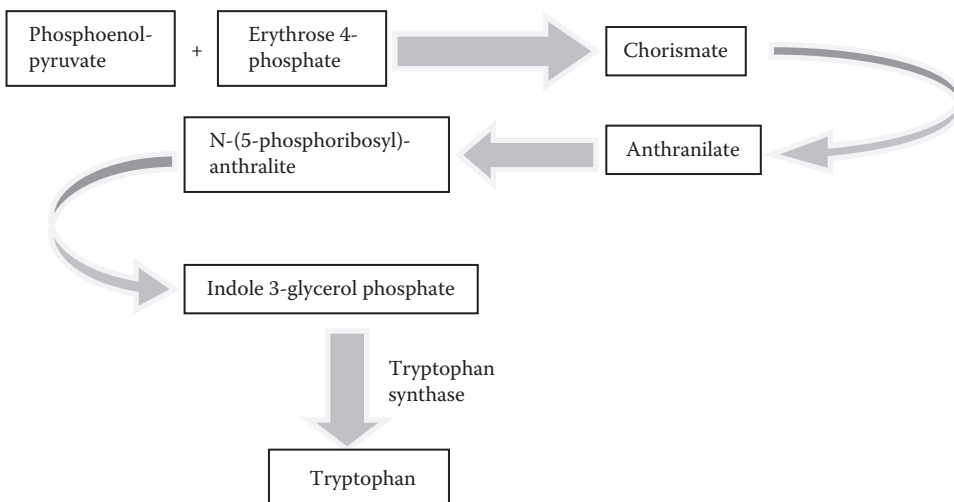 Phosphoenol-
pyruvate
+
Erythrose 4-
phosphate
Chorismate
N-(5-phosphoribosyl)-
anthralite
Anthranilate
Indole 3-glycerol phosphate
Tryptophan
synthase
Tryptophan